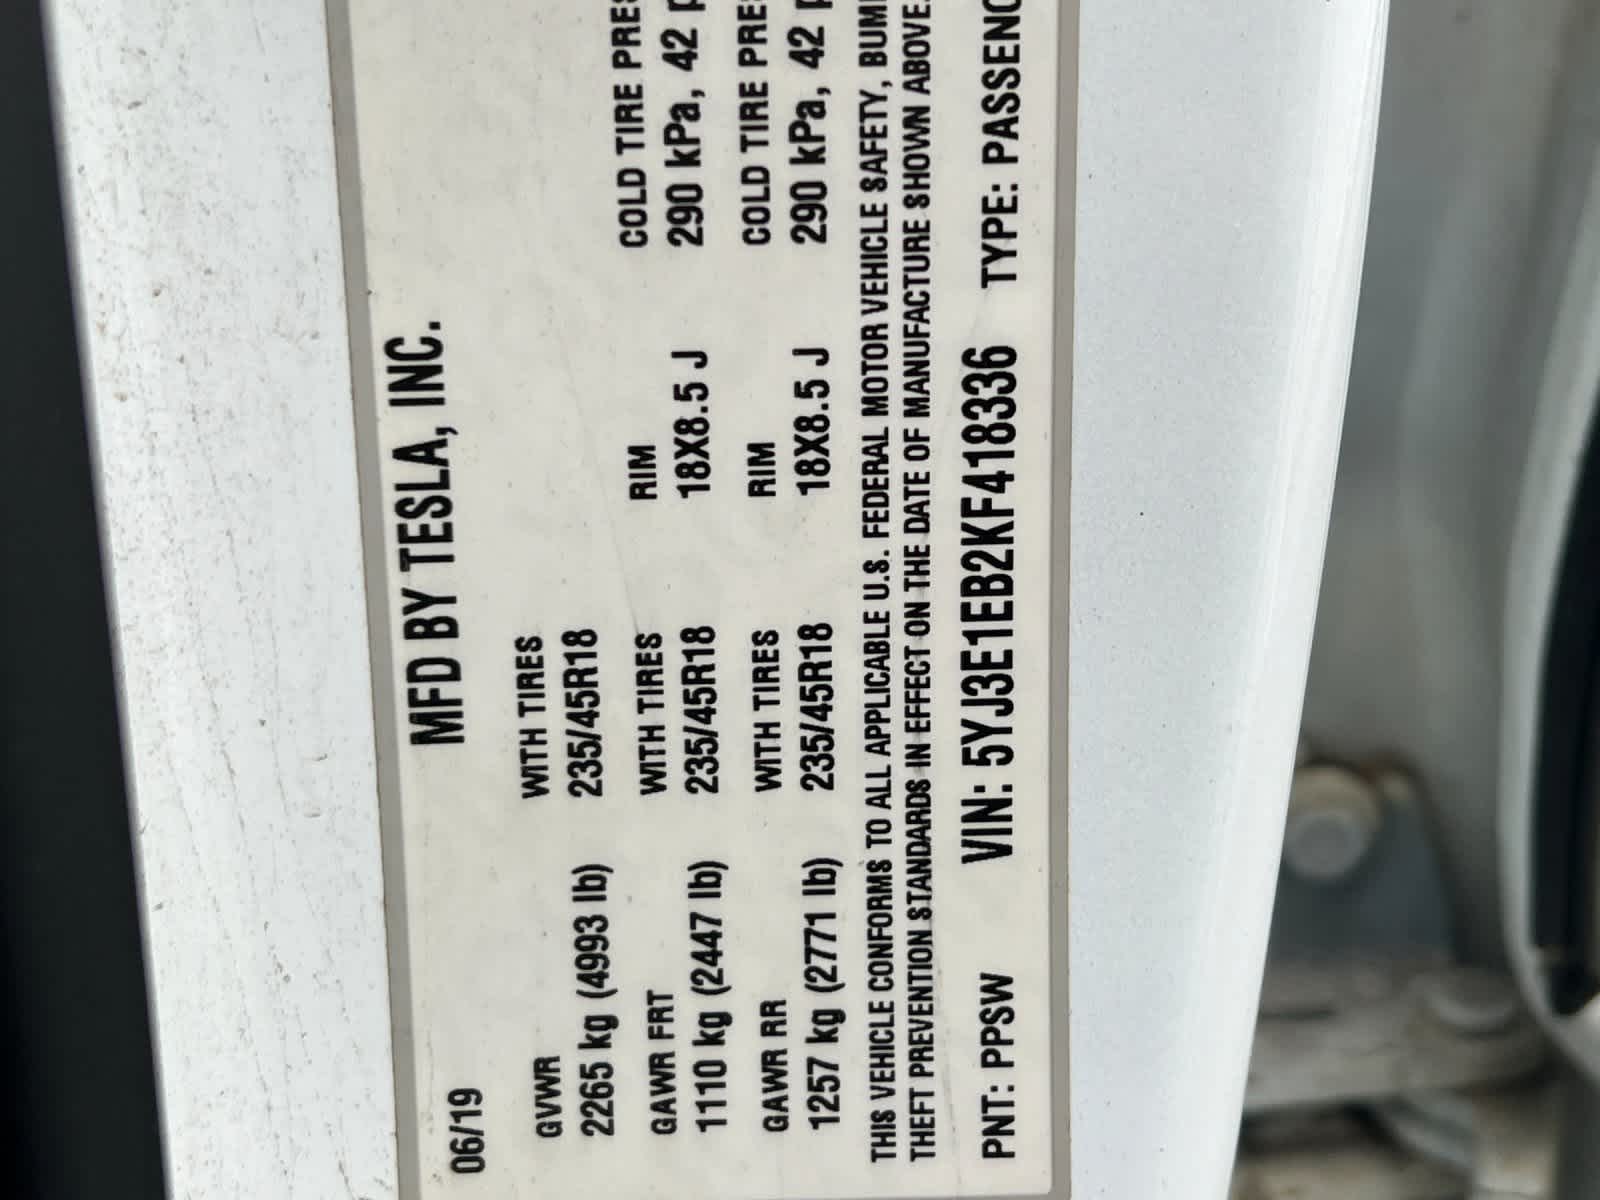 06/19 MFD BY TESLA, INC.
GVWR WITH TIRES
2265 kg (4993 lb) 235/45R18
GAWR FRT WITH TIRES RIM COLD TIRE PRES
1110 kg (2447 lb) 235/45R18 18X8.5 J 290 kPa, 42 p
GAWR RR WITH TIRES RIM COLD TIRE PRES
1257 kg (2771 lb) 235/45R18 18X8.5 J 290 kPa, 42 p
THIS VEHICLE CONFORMS TO ALL APPLICABLE U.S. FEDERAL MOTOR VEHICLE SAFETY, BUM
THEFT PREVENTION STANDARDS IN EFFECT ON THE DATE OF MANUFACTURE SHOWN ABOVE.
PNT: PPSW VIN: 5YJ3E1EB2KF418336 TYPE: PASSENG